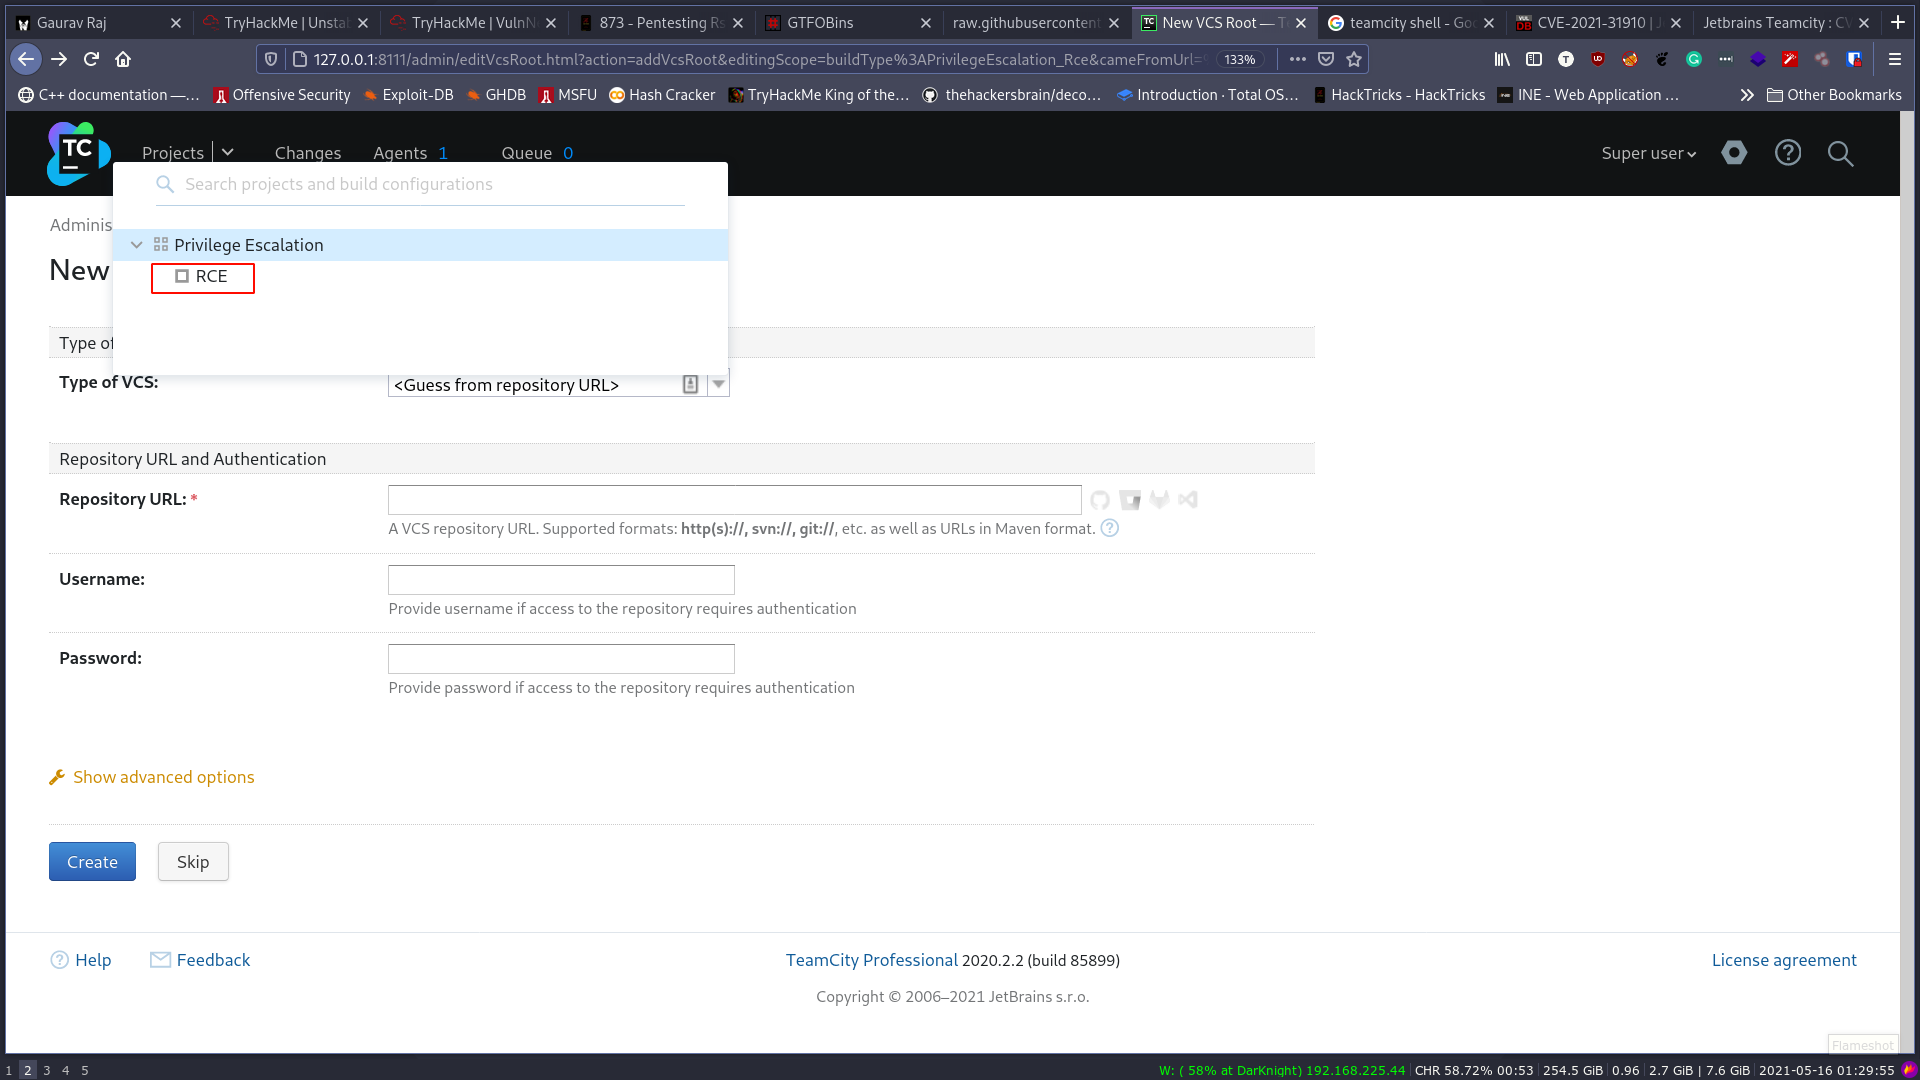 Gaurav Raj
TryHackMe | Unstal
TryHackMe | VulnN
873 - Pentesting Rs
GTFOBins
raw.githubusercontent
New VCS Root — T
teamcity shell - Goo
CVE-2021-31910 | J
Jetbrains Teamcity : CV
127.0.0.1:8111/admin/editVcsRoot.html?action=addVcsRoot&editingScope=buildType%3APrivilegeEscalation_Rce&cameFromUrl=
133%
C++ documentation —…
Offensive Security
Exploit-DB
GHDB
MSFU
Hash Cracker
TryHackMe King of the…
thehackersbrain/deco…
Introduction · Total OS…
HackTricks - HackTricks
INE - Web Application …
Other Bookmarks
TC
Projects
Changes
Agents 1
Queue 0
Super user
Search projects and build configurations
Adminis
Privilege Escalation
New
RCE
Type of
Type of VCS:
<Guess from repository URL>
Repository URL and Authentication
Repository URL: *
A VCS repository URL. Supported formats: http(s)://, svn://, git://, etc. as well as URLs in Maven format.
Username:
Provide username if access to the repository requires authentication
Password:
Provide password if access to the repository requires authentication
Show advanced options
Create
Skip
Help
Feedback
TeamCity Professional 2020.2.2 (build 85899)
License agreement
Copyright © 2006–2021 JetBrains s.r.o.
Flameshot
1 2 3 4 5
W: ( 58% at DarKnight) 192.168.225.44 | CHR 58.72% 00:53 | 254.5 GiB | 0.96 | 2.7 GiB | 7.6 GiB | 2021-05-16 01:29:55